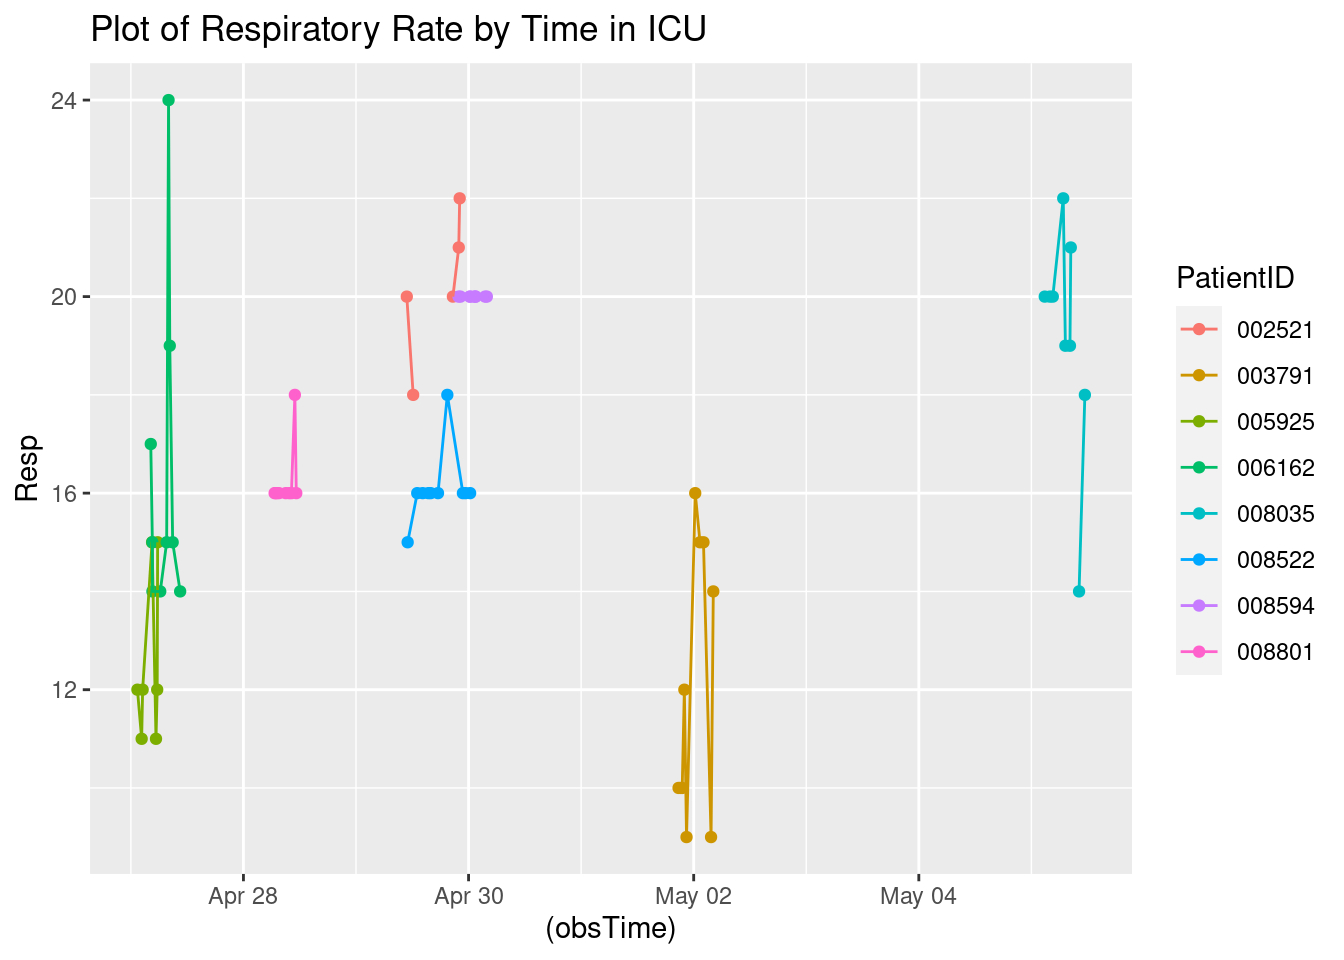 Plot of Respiratory Rate by Time in ICU
24
20
16
12
Resp
Apr 28
Apr 30
May 02
May 04
(obsTime)
PatientID
002521
003791
005925
006162
008035
008522
008594
008801